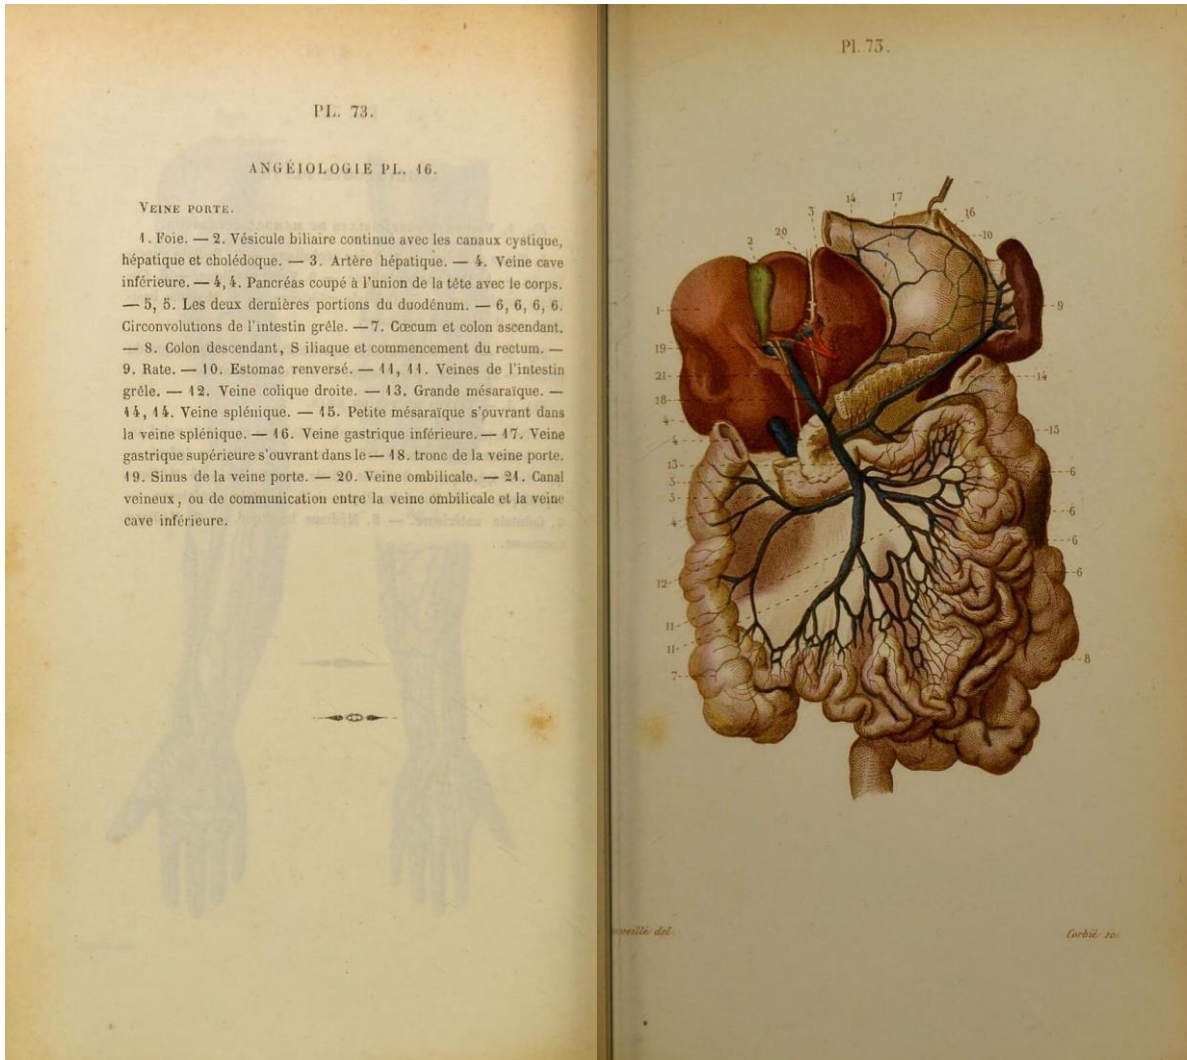 PL. 73.
ANGÉIOLOGIE PL. 16.
VEINE PORTE.
1. Foie. — 2. Vésicule biliaire continue avec les canaux cystique,
hépatique et cholédoque. — 3. Artère hépatique. — 4. Veine cave
inférieure. — 4, 4. Pancréas coupé à l'union de la tête avec le corps.
— 5, 5. Les deux dernières portions du duodénum. — 6, 6, 6, 6.
Circonvolutions de l'intestin grêle. — 7. Cœcum et colon ascendant.
— 8. Colon descendant, S iliaque et commencement du rectum. —
9. Rate. — 10. Estomac renversé. — 11, 11. Veines de l'intestin
grêle. — 12. Veine colique droite. — 13. Grande mésaraïque. —
14, 14. Veine splénique. — 15. Petite mésaraïque s'ouvrant dans
la veine splénique. — 16. Veine gastrique inférieure. — 17. Veine
gastrique supérieure s'ouvrant dans le — 18. tronc de la veine porte.
19. Sinus de la veine porte. — 20. Veine ombilicale. — 21. Canal
veineux, ou de communication entre la veine ombilicale et la veine
cave inférieure.
Pl. 73.
14
17
3
16
20
10
2
1
9
19
21
14
18
4
15
4
13
6
5
3
6
4
6
6
12
11
11
8
7
del.
Corbié sc.